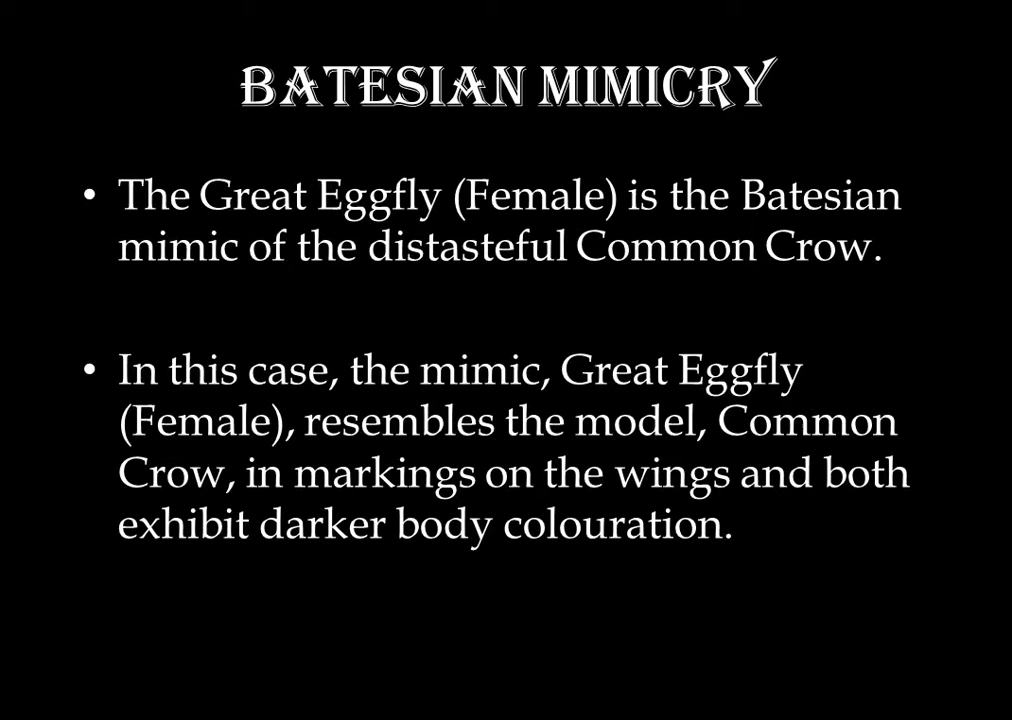 BATESIAN MIMICRY
• The Great Eggfly (Female) is the Batesian
mimic of the distasteful Common Crow.
• In this case, the mimic, Great Eggfly
(Female), resembles the model, Common
Crow, in markings on the wings and both
exhibit darker body colouration.